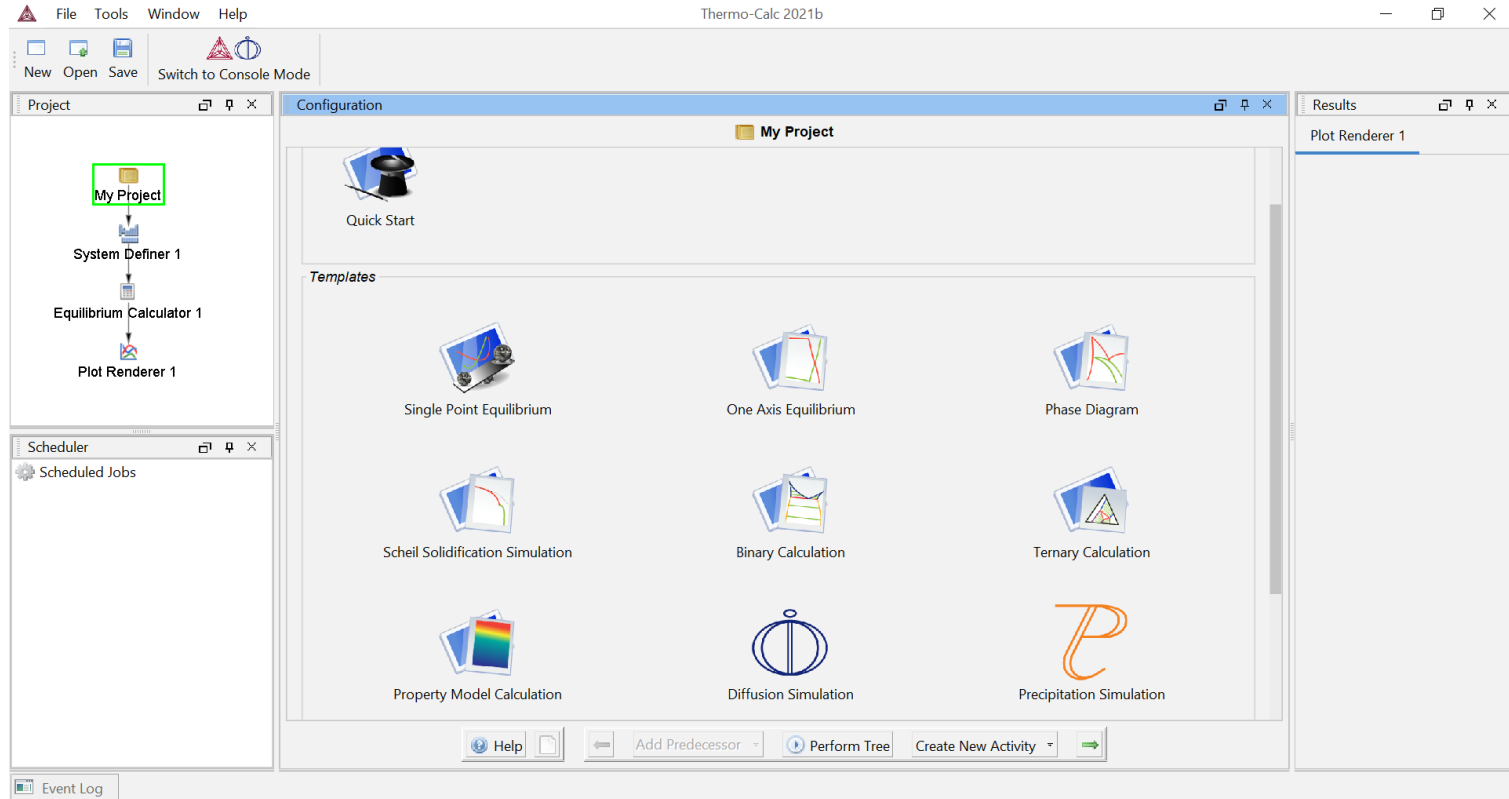 File Tools Window Help
Thermo-Calc 2021b
New Open Save Switch to Console Mode
Project
My Project
System Definer 1
Equilibrium Calculator 1
Plot Renderer 1
Scheduler
Scheduled Jobs
Configuration
My Project
Quick Start
Templates
Single Point Equilibrium
One Axis Equilibrium
Phase Diagram
Scheil Solidification Simulation
Binary Calculation
Ternary Calculation
Property Model Calculation
Diffusion Simulation
Precipitation Simulation
Help
Add Predecessor
Perform Tree
Create New Activity
Results
Plot Renderer 1
Event Log